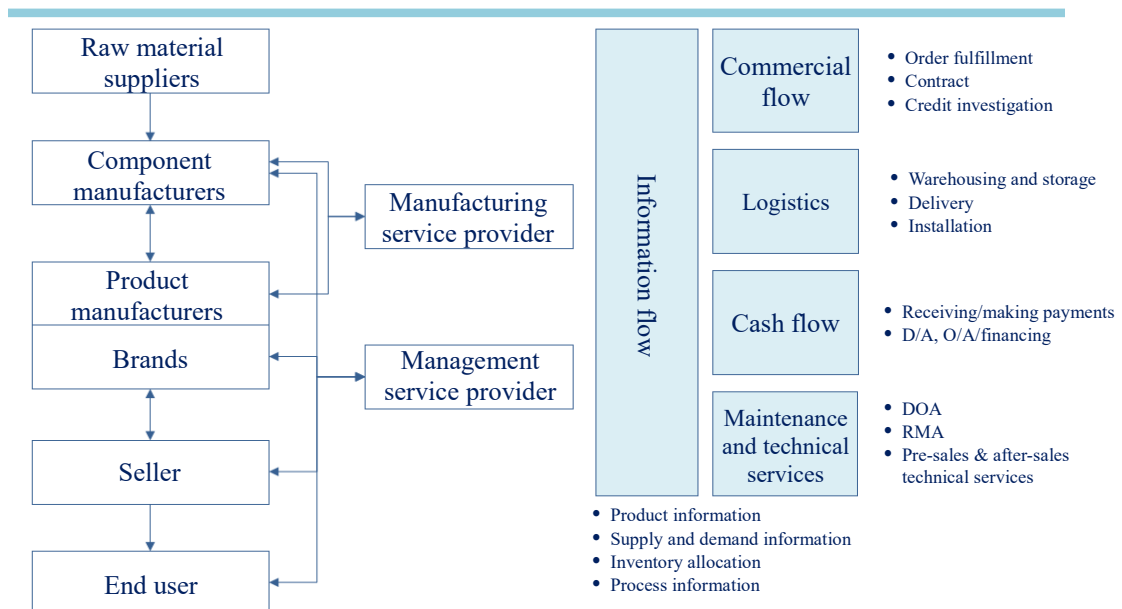 Raw material
suppliers
Component
manufacturers
Product
manufacturers
Brands
Seller
End user
Manufacturing
service provider
Management
service provider
Information flow
Commercial
flow
• Order fulfillment
• Contract
• Credit investigation
Logistics
• Warehousing and storage
• Delivery
• Installation
Cash flow
• Receiving/making payments
• D/A, O/A/financing
Maintenance
and technical
services
• DOA
• RMA
• Pre-sales & after-sales
technical services
• Product information
• Supply and demand information
• Inventory allocation
• Process information